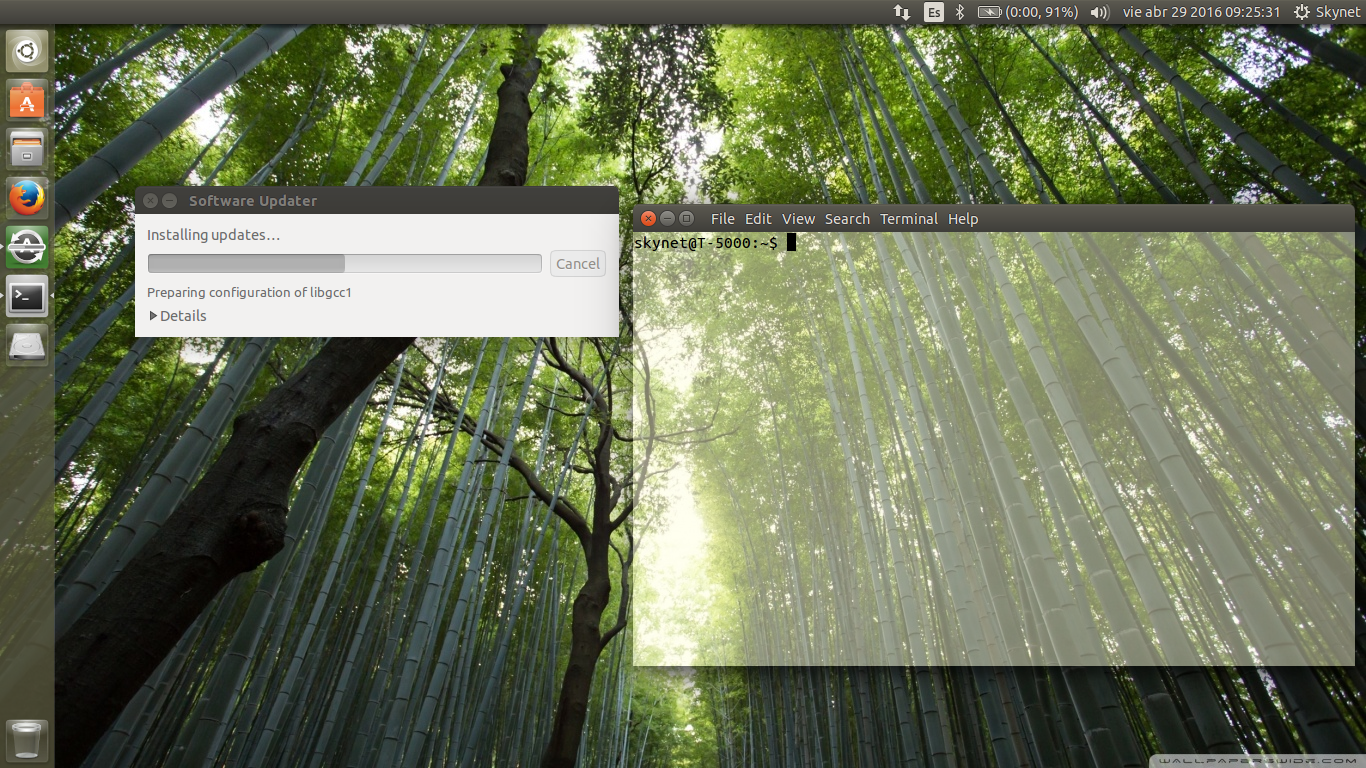 Es (0:00, 91%) vie abr 29 2016 09:25:31 Skynet
Software Updater
Installing updates…
Cancel
Preparing configuration of libgcc1
Details
File Edit View Search Terminal Help
skynet@T-5000:~$
WALLPAPERSWIDE.COM